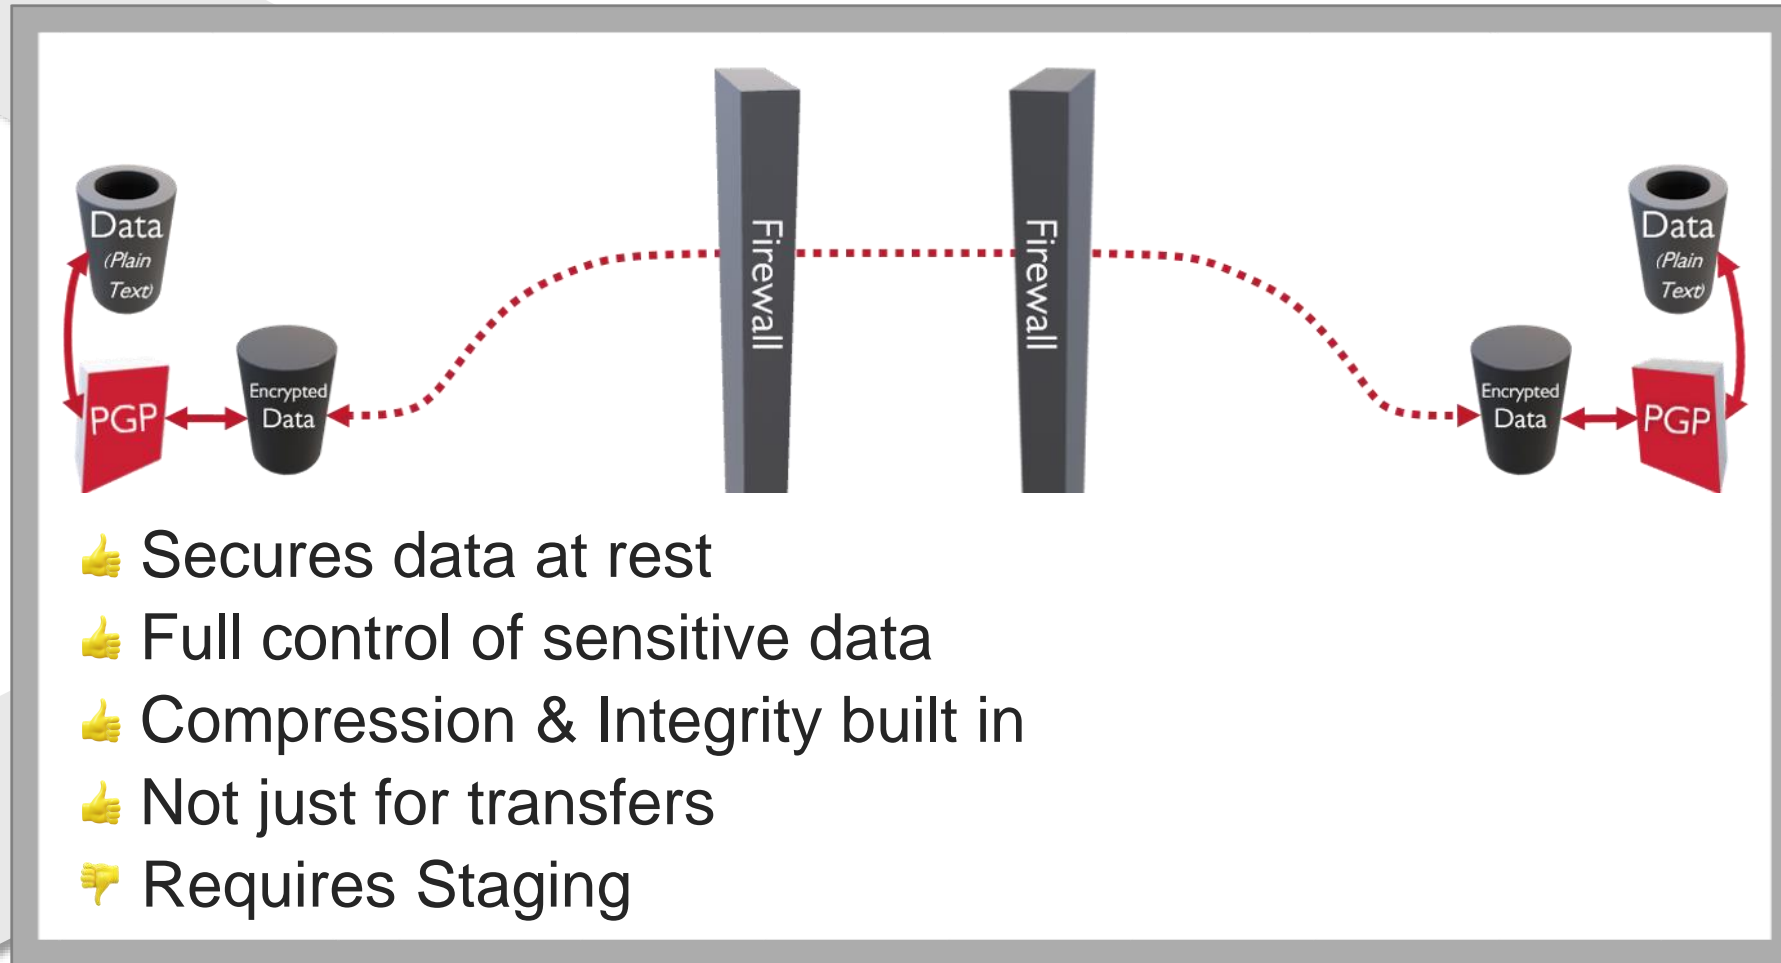 Data
(Plain
Text)
PGP
Encrypted
Data
Firewall
Firewall
Data
(Plain
Text)
Encrypted
Data
PGP
Secures data at rest
Full control of sensitive data
Compression & Integrity built in
Not just for transfers
Requires Staging